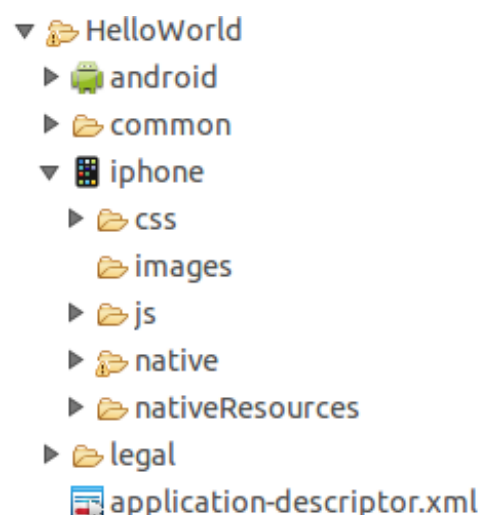 HelloWorld
android
common
iphone
css
images
js
native
nativeResources
legal
application-descriptor.xml